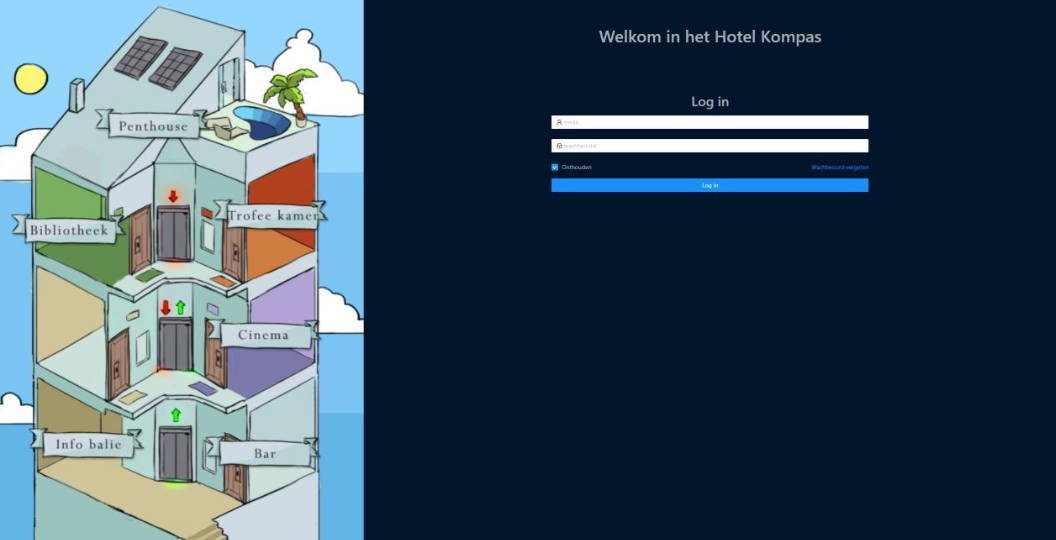 Penthouse
Bibliotheek
Trofee kamer
Cinema
Info balie
Bar
Welkom in het Hotel Kompas
Log in
email
wachtwoord
Onthouden
Wachtwoord vergeten
Log in